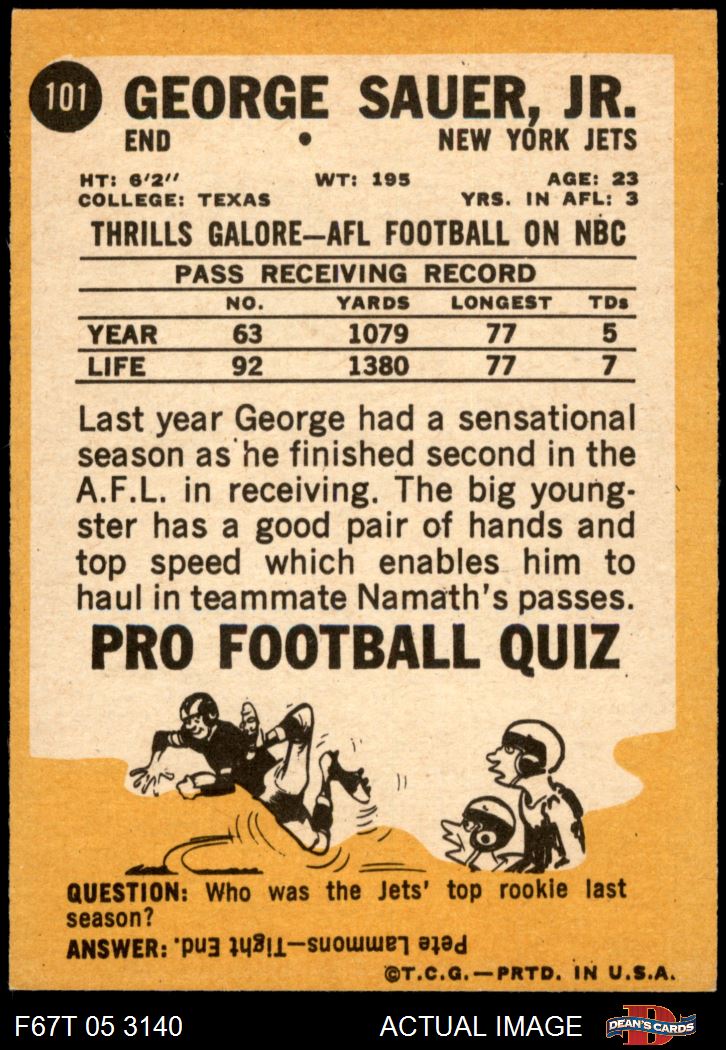 101 GEORGE SAUER, JR.
END • NEW YORK JETS
HT: 6'2" WT: 195 AGE: 23
COLLEGE: TEXAS YRS. IN AFL: 3
THRILLS GALORE—AFL FOOTBALL ON NBC
PASS RECEIVING RECORD
NO. YARDS LONGEST TDs
YEAR 63 1079 77 5
LIFE 92 1380 77 7
Last year George had a sensational
season as he finished second in the
A.F.L. in receiving. The big young-
ster has a good pair of hands and
top speed which enables him to
haul in teammate Namath's passes.
PRO FOOTBALL QUIZ
QUESTION: Who was the Jets' top rookie last
season?
ANSWER: Pete Lammons—Tight End.
©T.C.G.—PRTD. IN U.S.A.
F67T 05 3140 ACTUAL IMAGE D DEAN'S CARDS